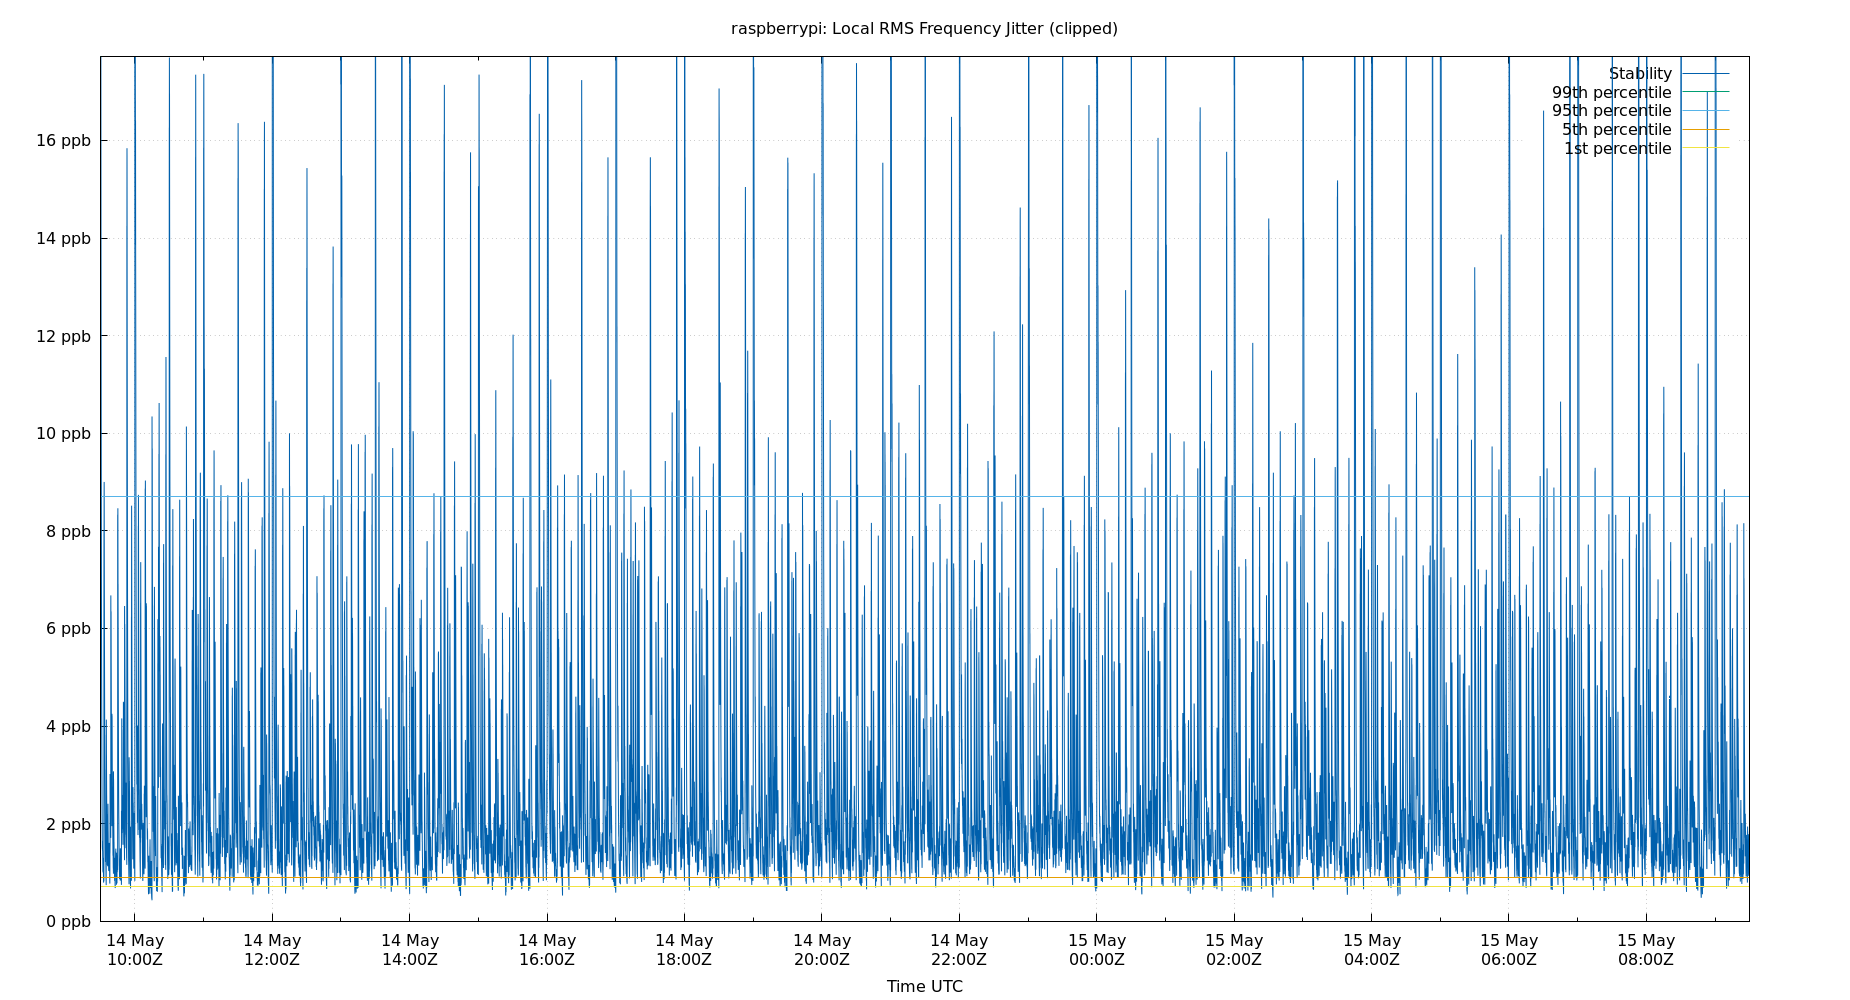 raspberrypi: Local RMS Frequency Jitter (clipped)
Stability
99th percentile
95th percentile
5th percentile
1st percentile
16 ppb
14 ppb
12 ppb
10 ppb
8 ppb
6 ppb
4 ppb
2 ppb
0 ppb
14 May 14 May 14 May 14 May 14 May 14 May 14 May 15 May 15 May 15 May 15 May 15 May
10:00Z 12:00Z 14:00Z 16:00Z 18:00Z 20:00Z 22:00Z 00:00Z 02:00Z 04:00Z 06:00Z 08:00Z
Time UTC